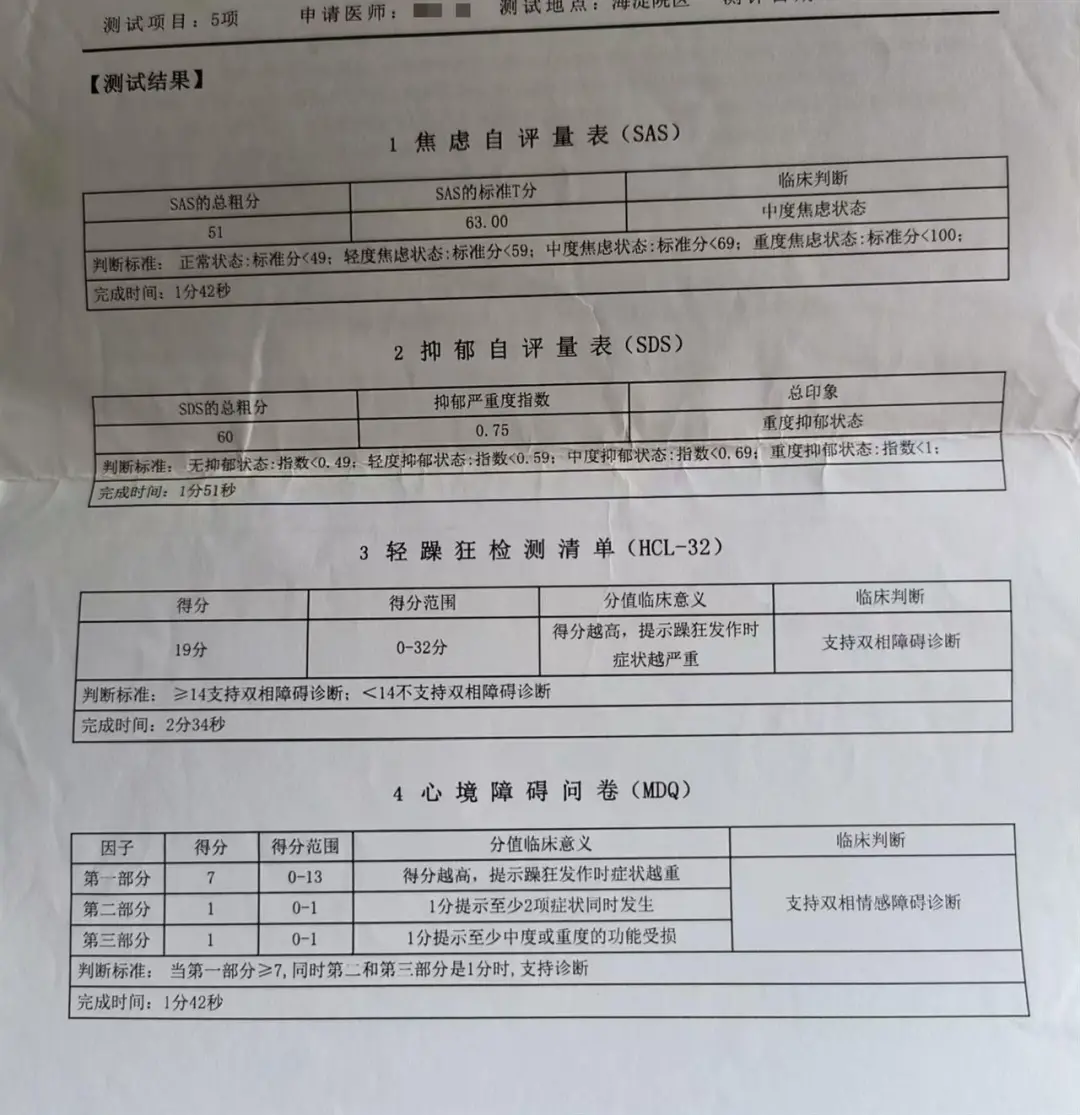 测试项目：5项 申请医师： 测试地点：海淀院区
【测试结果】
1 焦虑自评量表(SAS)
SAS的总粗分 SAS的标准T分 临床判断
51 63.00 中度焦虑状态
判断标准： 正常状态:标准分<49; 轻度焦虑状态:标准分<59; 中度焦虑状态:标准分<69; 重度焦虑状态:标准分<100;
完成时间：1分42秒
2 抑郁自评量表(SDS)
SDS的总粗分 抑郁严重度指数 总印象
60 0.75 重度抑郁状态
判断标准： 无抑郁状态:指数<0.49; 轻度抑郁状态:指数<0.59; 中度抑郁状态:指数<0.69; 重度抑郁状态:指数<1;
完成时间：1分51秒
3 轻躁狂检测清单(HCL-32)
得分 得分范围 分值临床意义 临床判断
19分 0-32分 得分越高，提示躁狂发作时 支持双相障碍诊断
症状越严重
判断标准： ≥14支持双相障碍诊断; <14不支持双相障碍诊断
完成时间：2分34秒
4 心境障碍问卷(MDQ)
因子 得分 得分范围 分值临床意义 临床判断
第一部分 7 0-13 得分越高，提示躁狂发作时症状越重
第二部分 1 0-1 1分提示至少2项症状同时发生 支持双相情感障碍诊断
第三部分 1 0-1 1分提示至少中度或重度的功能受损
判断标准： 当第一部分≥7,同时第二和第三部分是1分时,支持诊断
完成时间：1分42秒